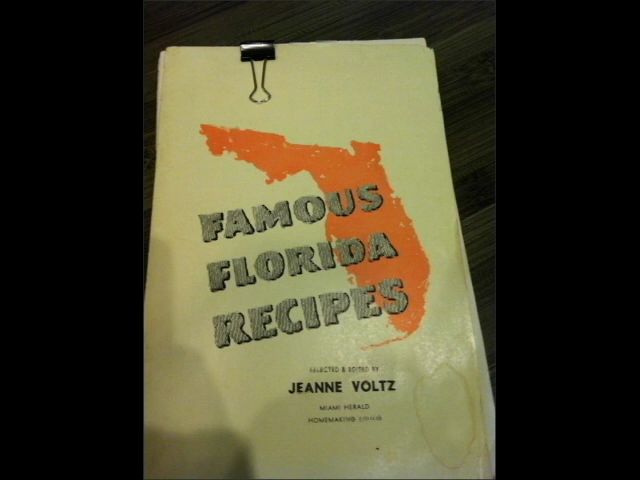 FAMOUS
FLORIDA
RECIPES
SELECTED & EDITED BY
JEANNE VOLTZ
MIAMI HERALD
HOMEMAKING